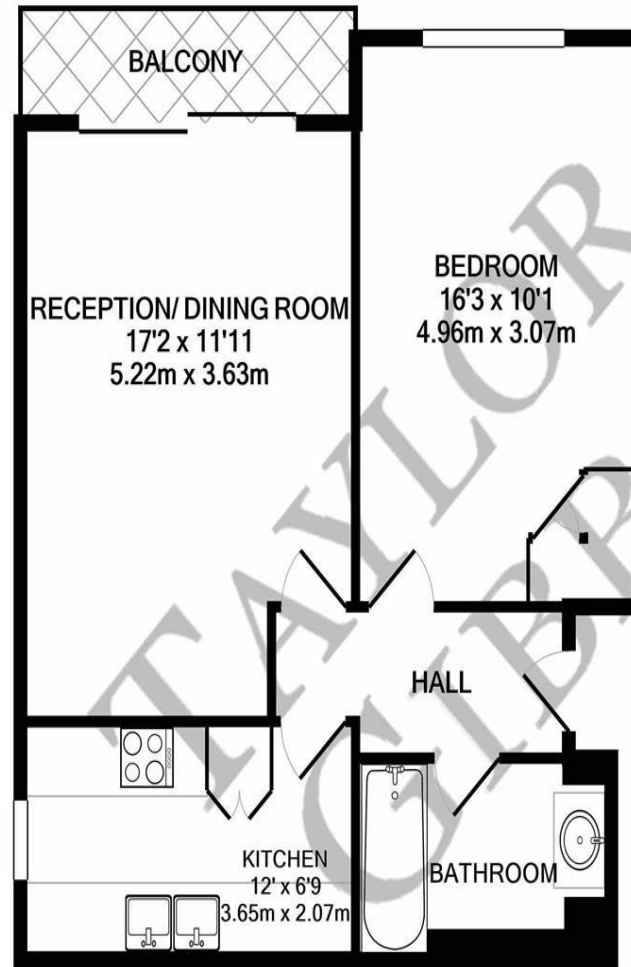 BALCONY
RECEPTION/ DINING ROOM
17'2 x 11'11
5.22m x 3.63m
BEDROOM
16'3 x 10'1
4.96m x 3.07m
HALL
KITCHEN
12' x 6'9
3.65m x 2.07m
BATHROOM
TAYLOR
GIBB